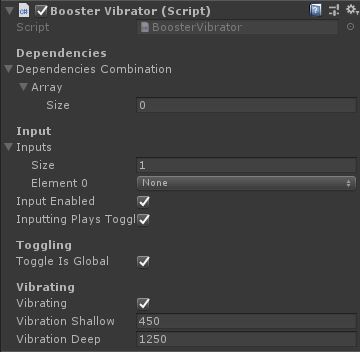 Booster Vibrator (Script)
Script BoosterVibrator
Dependencies
Dependencies Combination
Array
Size 0
Input
Inputs
Size 1
Element 0 None
Input Enabled
Inputting Plays Toggl
Toggling
Toggle Is Global
Vibrating
Vibrating
Vibration Shallow 450
Vibration Deep 1250